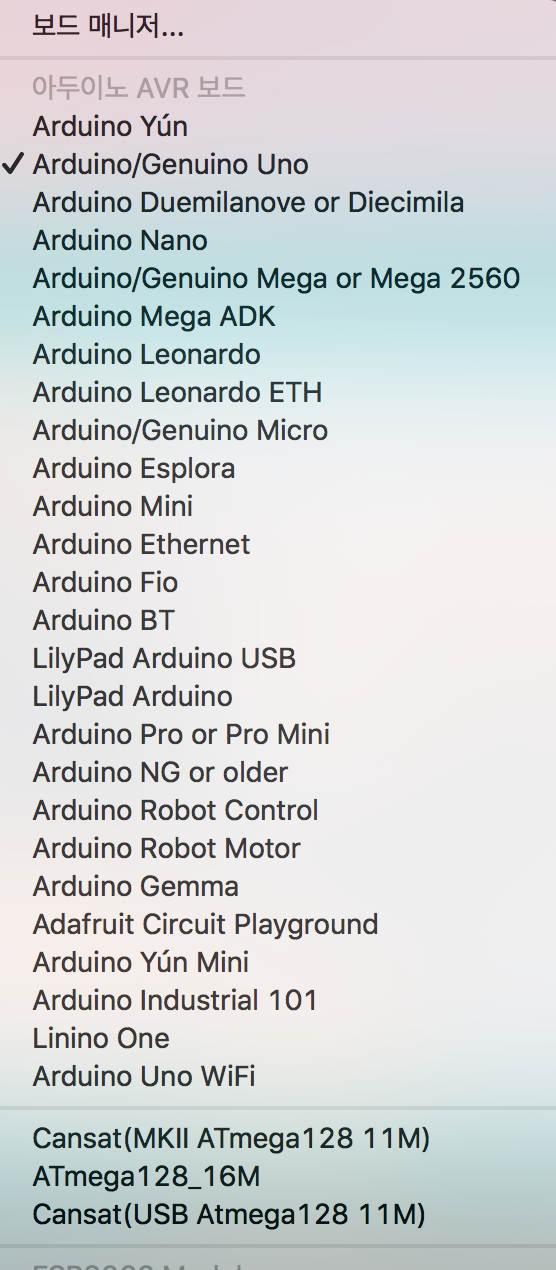 보드 매니저...
아두이노 AVR 보드
Arduino Yún
✓ Arduino/Genuino Uno
Arduino Duemilanove or Diecimila
Arduino Nano
Arduino/Genuino Mega or Mega 2560
Arduino Mega ADK
Arduino Leonardo
Arduino Leonardo ETH
Arduino/Genuino Micro
Arduino Esplora
Arduino Mini
Arduino Ethernet
Arduino Fio
Arduino BT
LilyPad Arduino USB
LilyPad Arduino
Arduino Pro or Pro Mini
Arduino NG or older
Arduino Robot Control
Arduino Robot Motor
Arduino Gemma
Adafruit Circuit Playground
Arduino Yún Mini
Arduino Industrial 101
Linino One
Arduino Uno WiFi
Cansat(MKII ATmega128 11M)
ATmega128_16M
Cansat(USB Atmega128 11M)